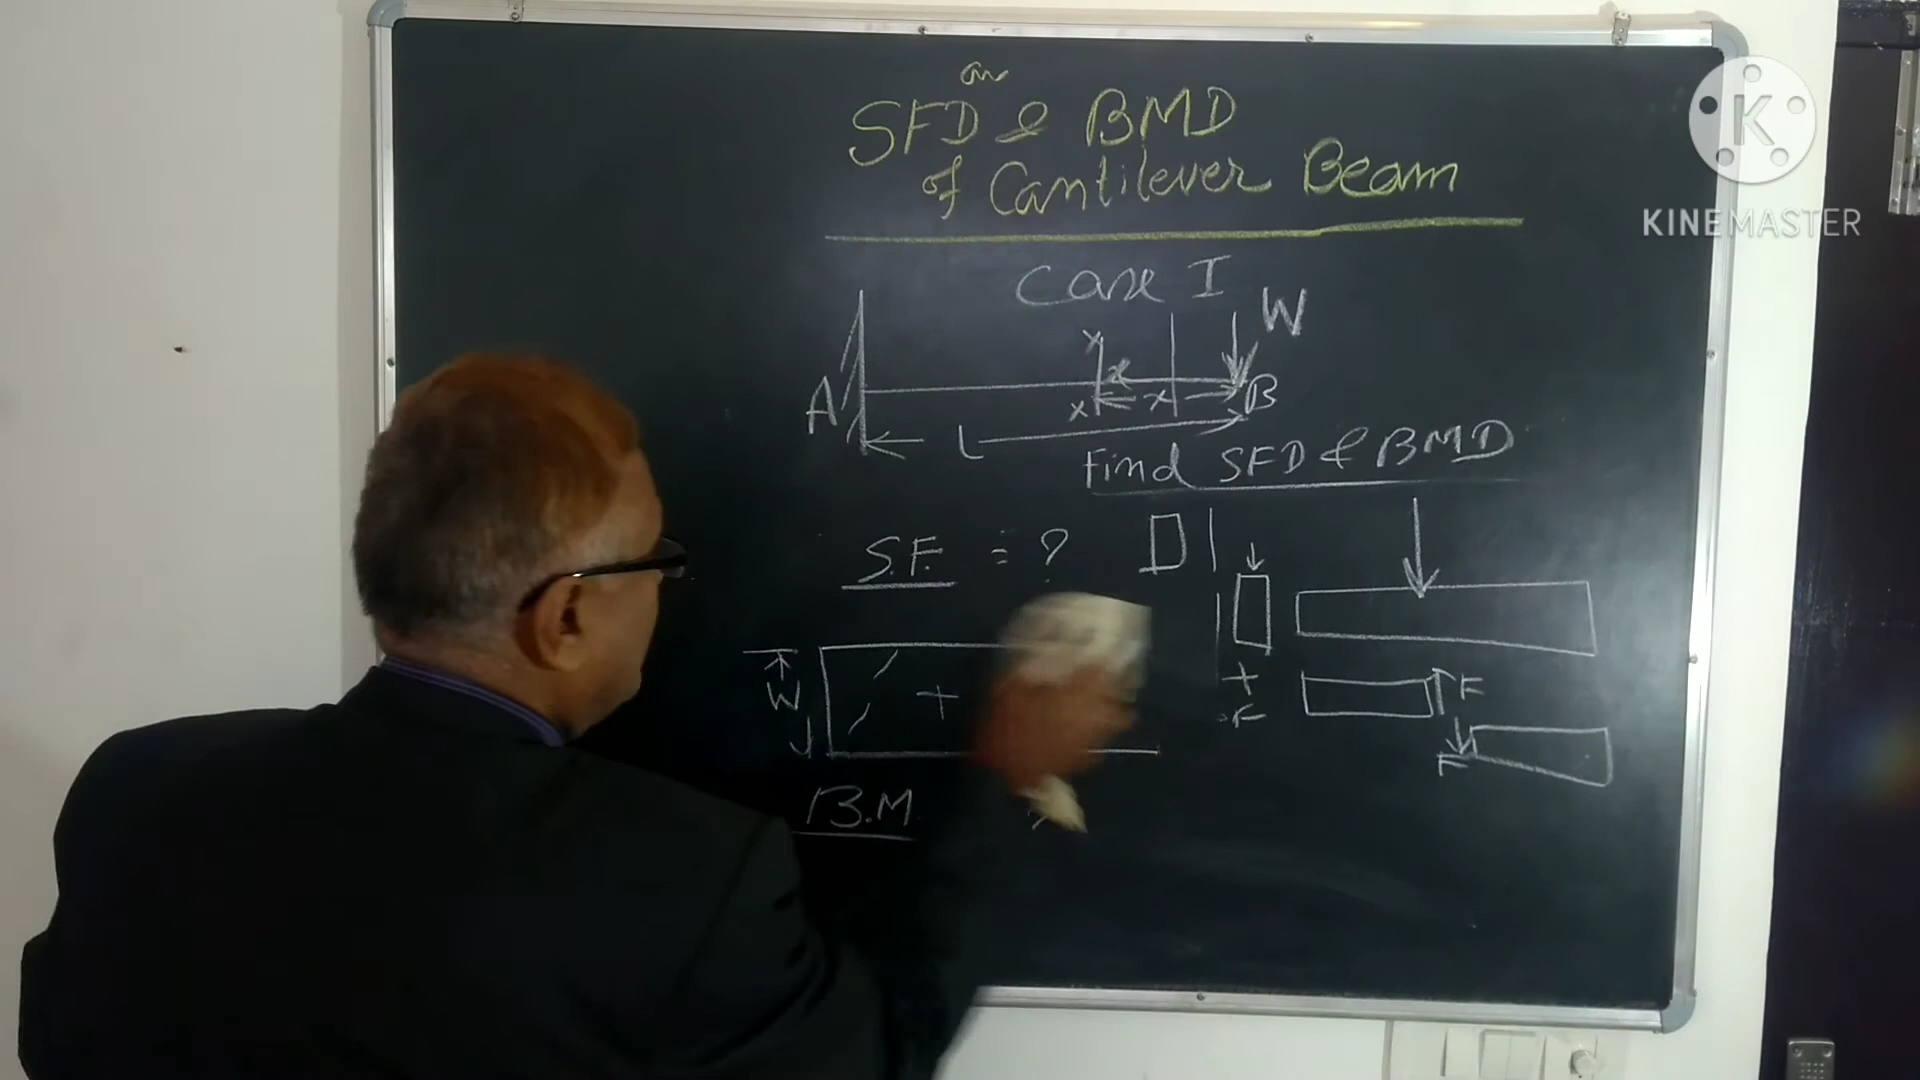 on
SFD & BMD
of Cantilever Beam
K
KINEMASTER
Case I
W
x
x
A
x x B
L
Find SFD & BMD
S.F. = ?
+
F
W
+
F
F
B.M.